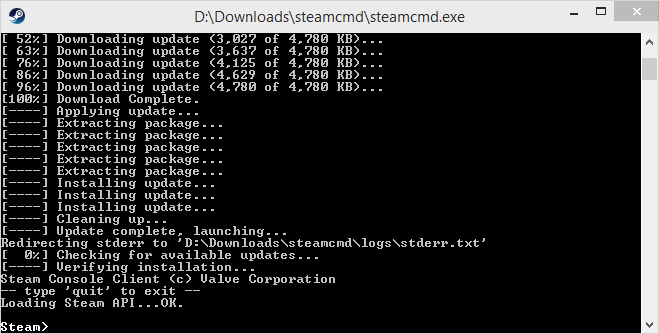 D:\Downloads\steamcmd\steamcmd.exe
[ 52%] Downloading update (3,027 of 4,780 KB)...
[ 63%] Downloading update (3,637 of 4,780 KB)...
[ 76%] Downloading update (4,125 of 4,780 KB)...
[ 86%] Downloading update (4,629 of 4,780 KB)...
[ 96%] Downloading update (4,780 of 4,780 KB)...
[100%] Download Complete.
[----] Applying update...
[----] Extracting package...
[----] Extracting package...
[----] Extracting package...
[----] Extracting package...
[----] Extracting package...
[----] Installing update...
[----] Installing update...
[----] Installing update...
[----] Cleaning up...
[----] Update complete, launching...
Redirecting stderr to 'D:\Downloads\steamcmd\logs\stderr.txt'
[  0%] Checking for available updates...
[----] Verifying installation...
Steam Console Client (c) Valve Corporation
-- type 'quit' to exit --
Loading Steam API...OK.
Steam>